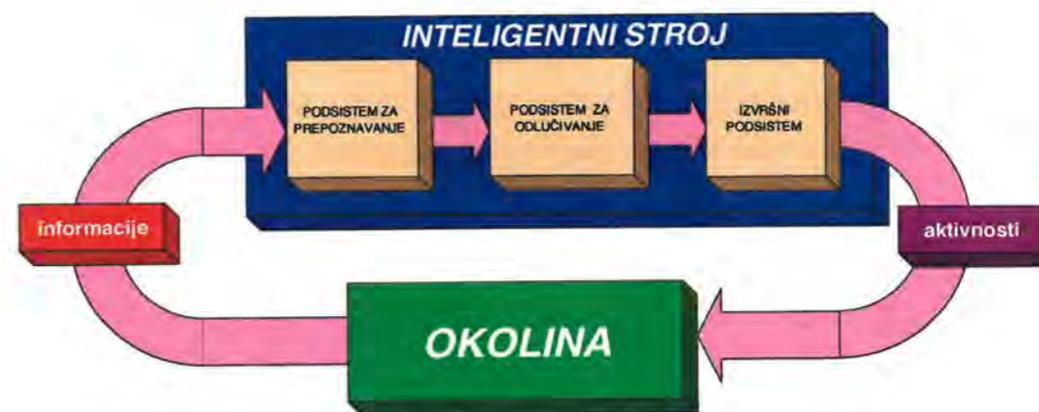 INTELIGENTNI STROJ
PODSISTEM ZA
PREPOZNAVANJE
PODSISTEM ZA
ODLUČIVANJE
IZVRŠNI
PODSISTEM
informacije
aktivnosti
OKOLINA